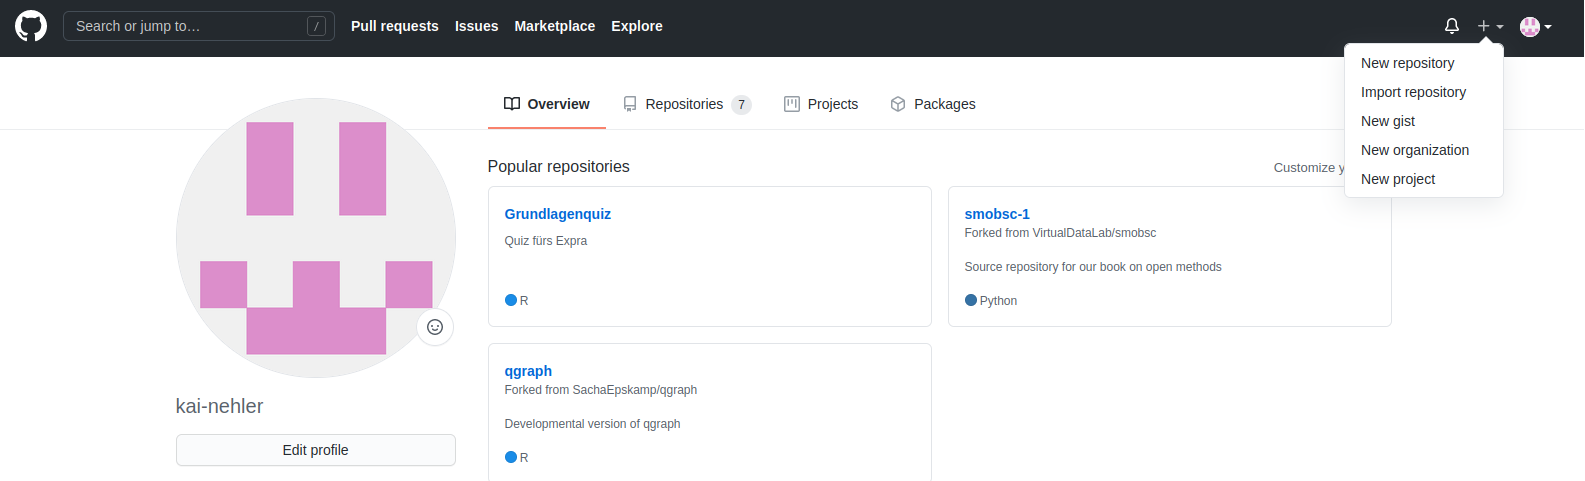 Search or jump to…
/
Pull requests
Issues
Marketplace
Explore
New repository
Import repository
New gist
New organization
New project
Overview
Repositories 7
Projects
Packages
Popular repositories
Customize y
Grundlagenquiz
Quiz fürs Expra
R
smobsc-1
Forked from VirtualDataLab/smobsc
Source repository for our book on open methods
Python
qgraph
Forked from SachaEpskamp/qgraph
Developmental version of qgraph
R
kai-nehler
Edit profile